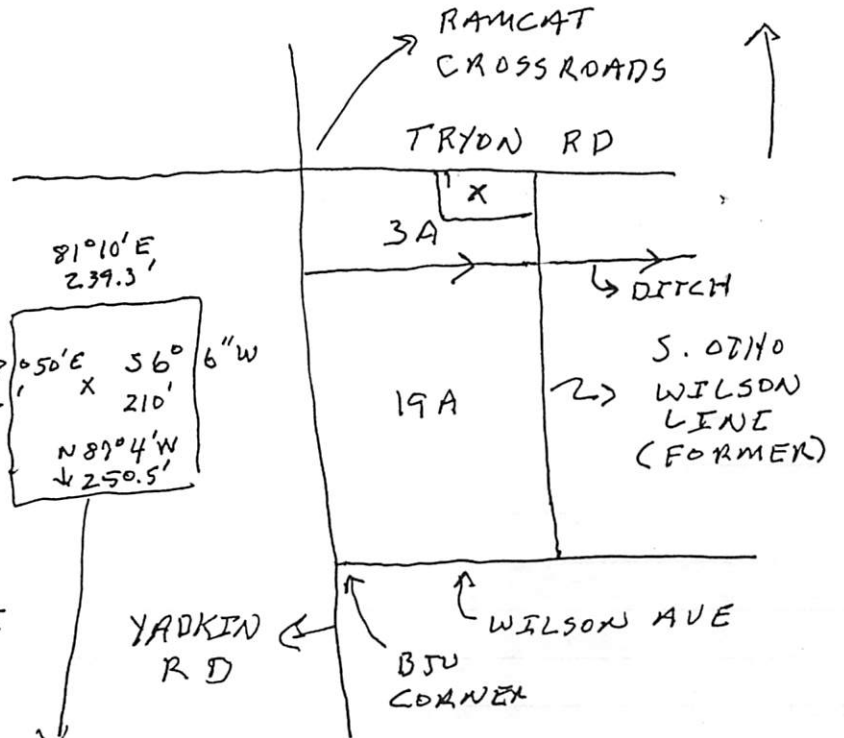 RAMCAT
CROSSROADS
TRYON RD
X
3A
81°10'E
239.3'
DITCH
50'E
S6° 6"W
X
210'
N87°4'W
250.5'
19A
S. OTHO
WILSON
LINE
(FORMER)
YADKIN
RD
WILSON AVE
BJU
CORNER